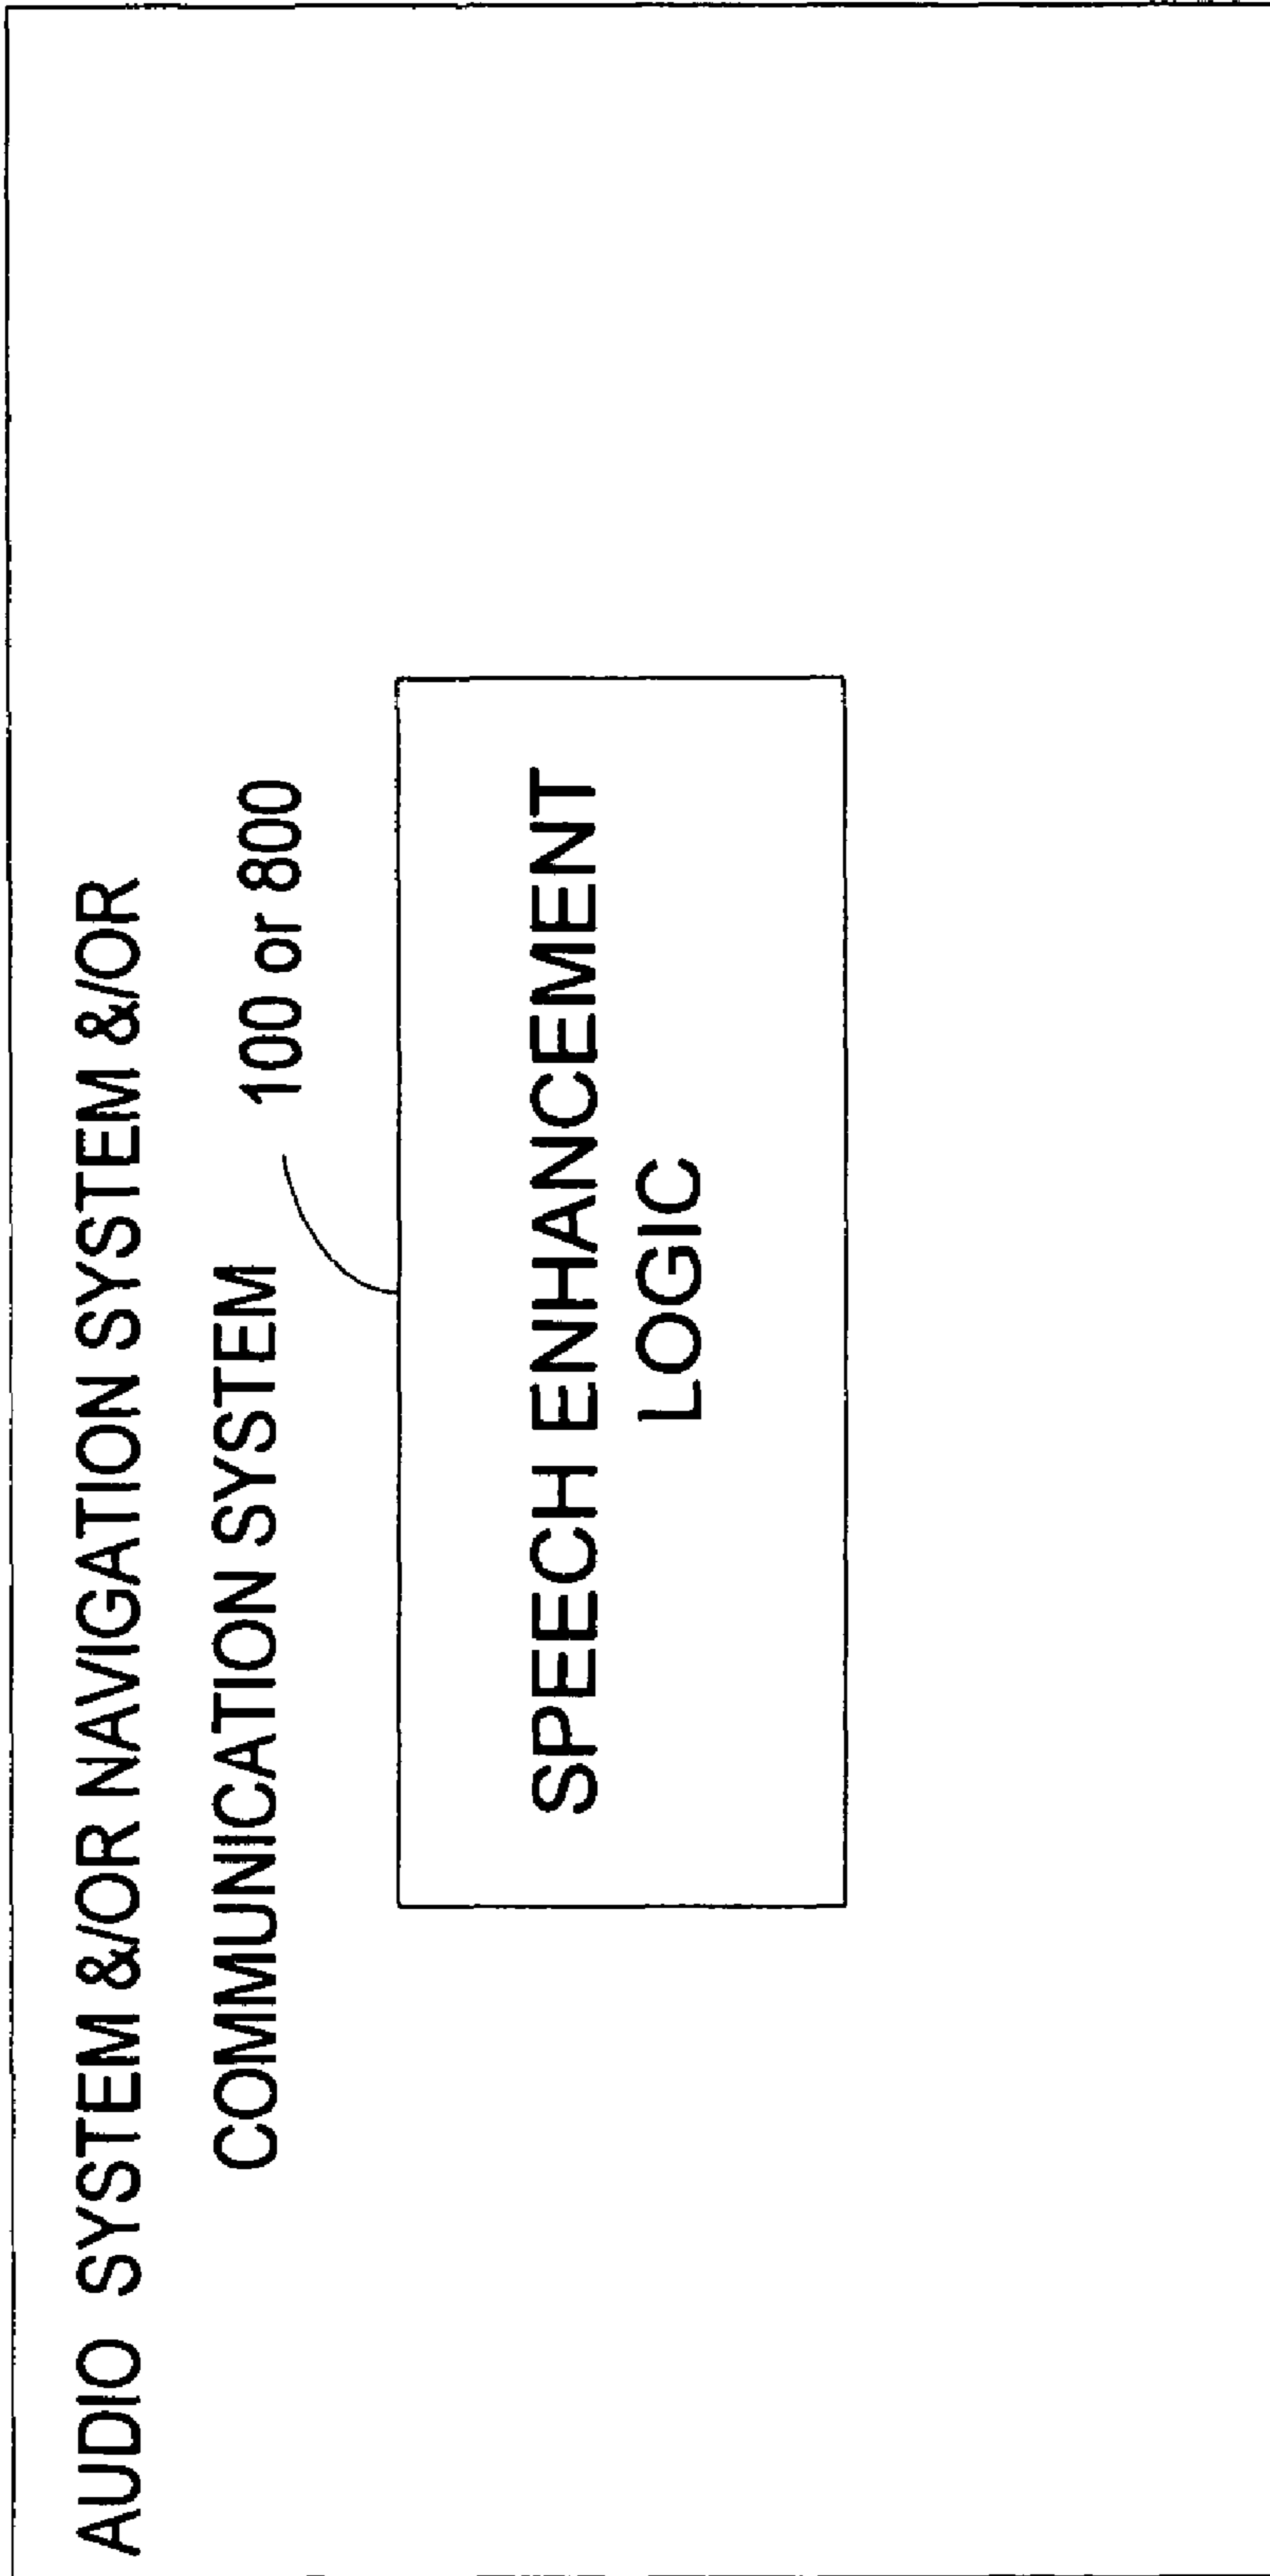 AUDIO SYSTEM &/OR NAVIGATION SYSTEM &/OR
COMMUNICATION SYSTEM
100 or 800
SPEECH ENHANCEMENT
LOGIC